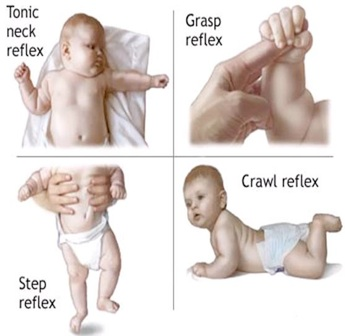 Tonic
neck
reflex
Grasp
reflex
Step
reflex
Crawl reflex